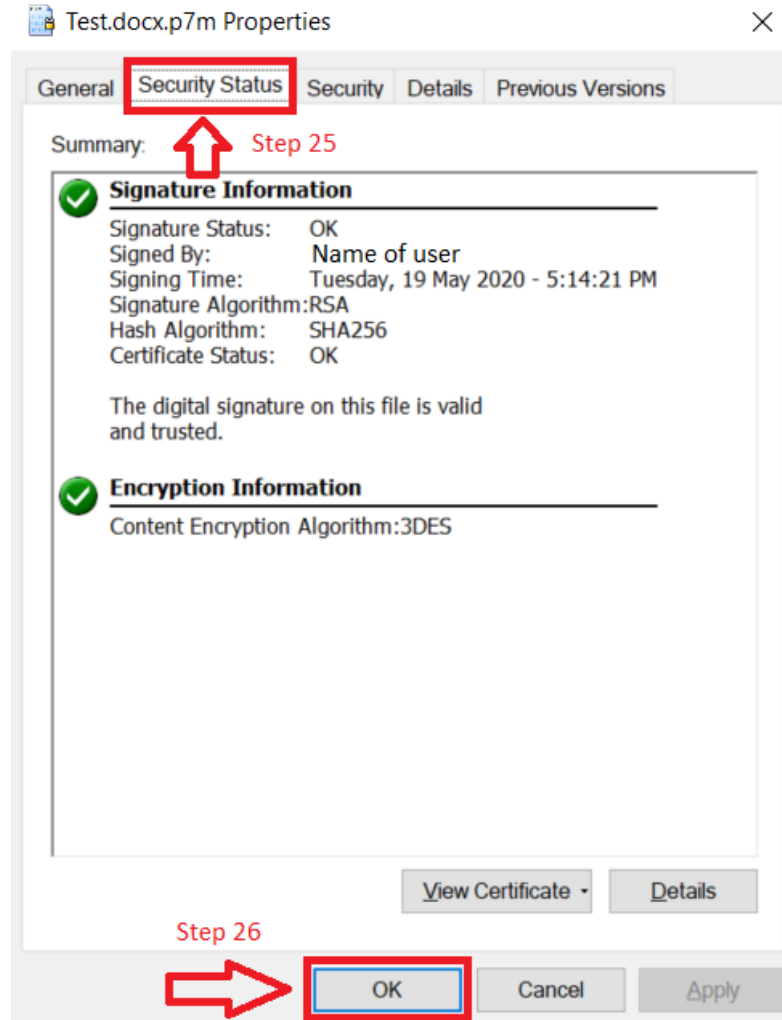 Test.docx.p7m Properties
General Security Status Security Details Previous Versions
Summary: Step 25
Signature Information
Signature Status: OK
Signed By: Name of user
Signing Time: Tuesday, 19 May 2020 - 5:14:21 PM
Signature Algorithm:RSA
Hash Algorithm: SHA256
Certificate Status: OK
The digital signature on this file is valid
and trusted.
Encryption Information
Content Encryption Algorithm:3DES
View Certificate Details
Step 26
OK Cancel Apply